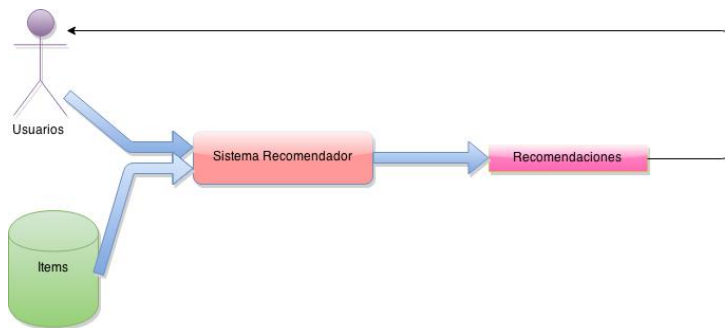 Usuarios
Sistema Recomendador
Recomendaciones
Items